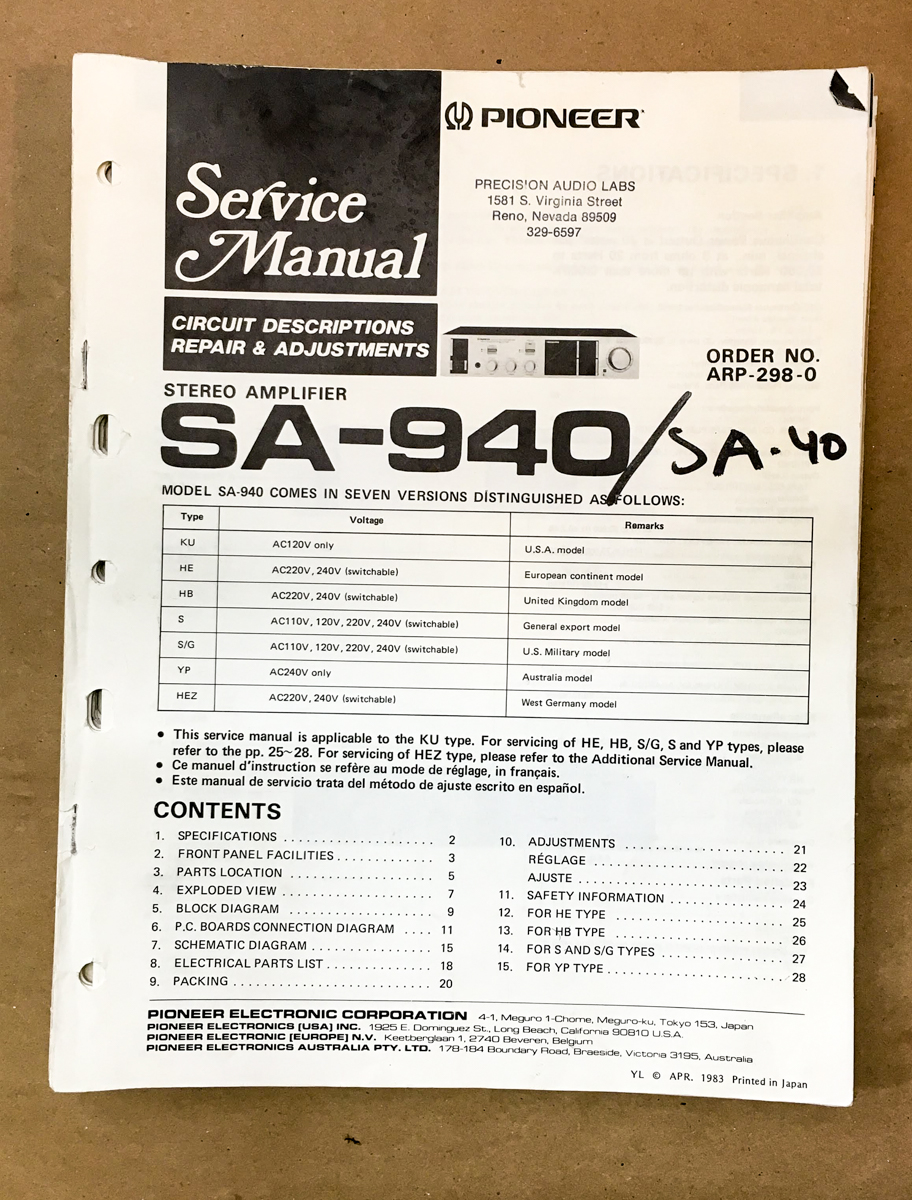 PIONEER
Service
Manual
PRECISION AUDIO LABS
1581 S. Virginia Street
Reno, Nevada 89509
329-6597
CIRCUIT DESCRIPTIONS
REPAIR & ADJUSTMENTS
ORDER NO.
ARP-298-0
STEREO AMPLIFIER
SA-940/SA-40
MODEL SA-940 COMES IN SEVEN VERSIONS DISTINGUISHED AS FOLLOWS:
Type Voltage Remarks
KU AC120V only U.S.A. model
HE AC220V, 240V (switchable) European continent model
HB AC220V, 240V (switchable) United Kingdom model
S AC110V, 120V, 220V, 240V (switchable) General export model
S/G AC110V, 120V, 220V, 240V (switchable) U.S. Military model
YP AC240V only Australia model
HEZ AC220V, 240V (switchable) West Germany model
• This service manual is applicable to the KU type. For servicing of HE, HB, S/G, S and YP types, please
refer to the pp. 25~28. For servicing of HEZ type, please refer to the Additional Service Manual.
• Ce manuel d'instruction se refère au mode de réglage, in français.
• Este manual de servicio trata del método de ajuste escrito en español.
CONTENTS
1. SPECIFICATIONS .................... 2
2. FRONT PANEL FACILITIES ............. 3
3. PARTS LOCATION ................... 5
4. EXPLODED VIEW .................... 7
5. BLOCK DIAGRAM ................... 9
6. P.C. BOARDS CONNECTION DIAGRAM .... 11
7. SCHEMATIC DIAGRAM ................ 15
8. ELECTRICAL PARTS LIST .............. 18
9. PACKING .......................... 20
10. ADJUSTMENTS ..................... 21
RÉGLAGE ......................... 22
AJUSTE ........................... 23
11. SAFETY INFORMATION ............... 24
12. FOR HE TYPE ...................... 25
13. FOR HB TYPE ...................... 26
14. FOR S AND S/G TYPES ................ 27
15. FOR YP TYPE ....................... 28
PIONEER ELECTRONIC CORPORATION 4-1, Meguro 1-Chome, Meguro-ku, Tokyo 153, Japan
PIONEER ELECTRONICS [USA] INC. 1925 E. Dominguez St., Long Beach, California 90810 U.S.A.
PIONEER ELECTRONIC [EUROPE] N.V. Keetberglaan 1, 2740 Beveren, Belgium
PIONEER ELECTRONICS AUSTRALIA PTY. LTD. 178-184 Boundary Road, Braeside, Victoria 3195, Australia
YL © APR. 1983 Printed in Japan